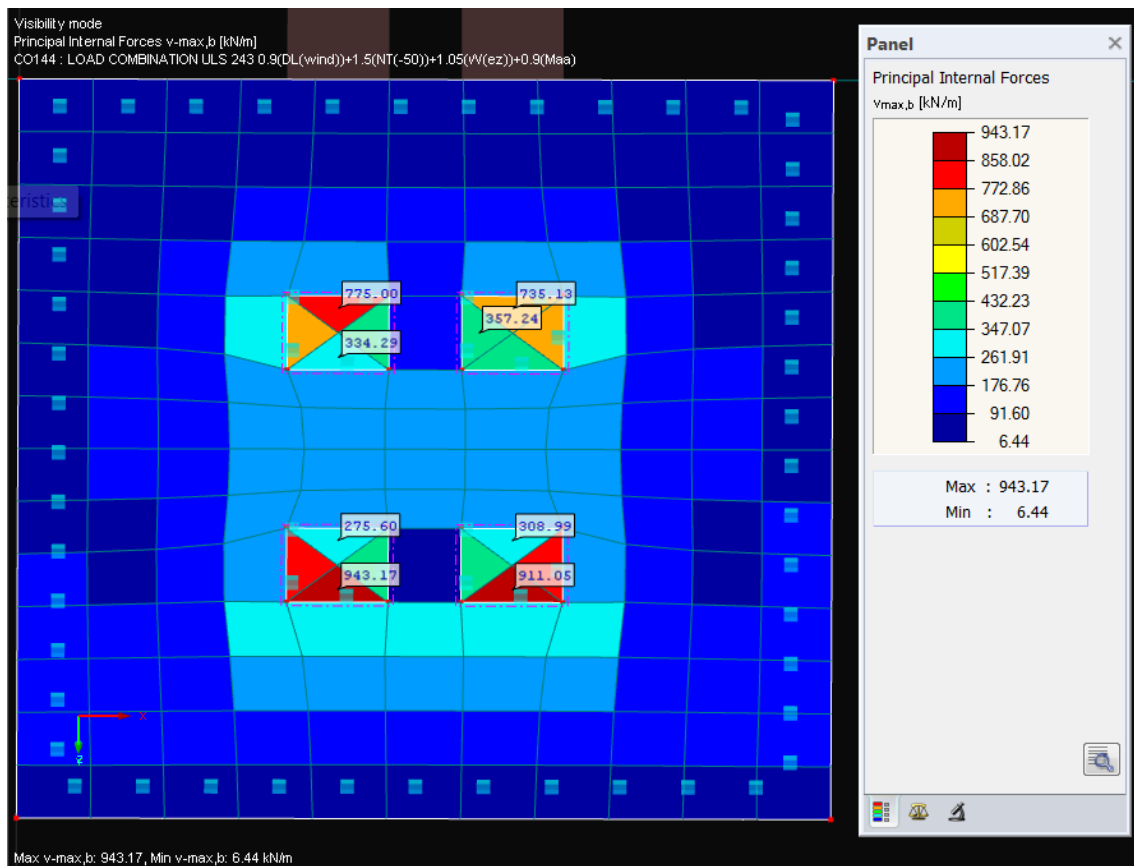 Visibility mode
Principal Internal Forces v-max,b [kN/m]
CO144 : LOAD COMBINATION ULS 243 0.9(DL(wind))+1.5(NT(-50))+1.05(W(ez))+0.9(Maa)
eristics
775.00
735.13
357.24
334.29
275.60
308.99
943.17
911.05
x
z
Max v-max,b: 943.17, Min v-max,b: 6.44 kN/m
Panel
Principal Internal Forces
vmax,b [kN/m]
943.17
858.02
772.86
687.70
602.54
517.39
432.23
347.07
261.91
176.76
91.60
6.44
Max : 943.17
Min : 6.44